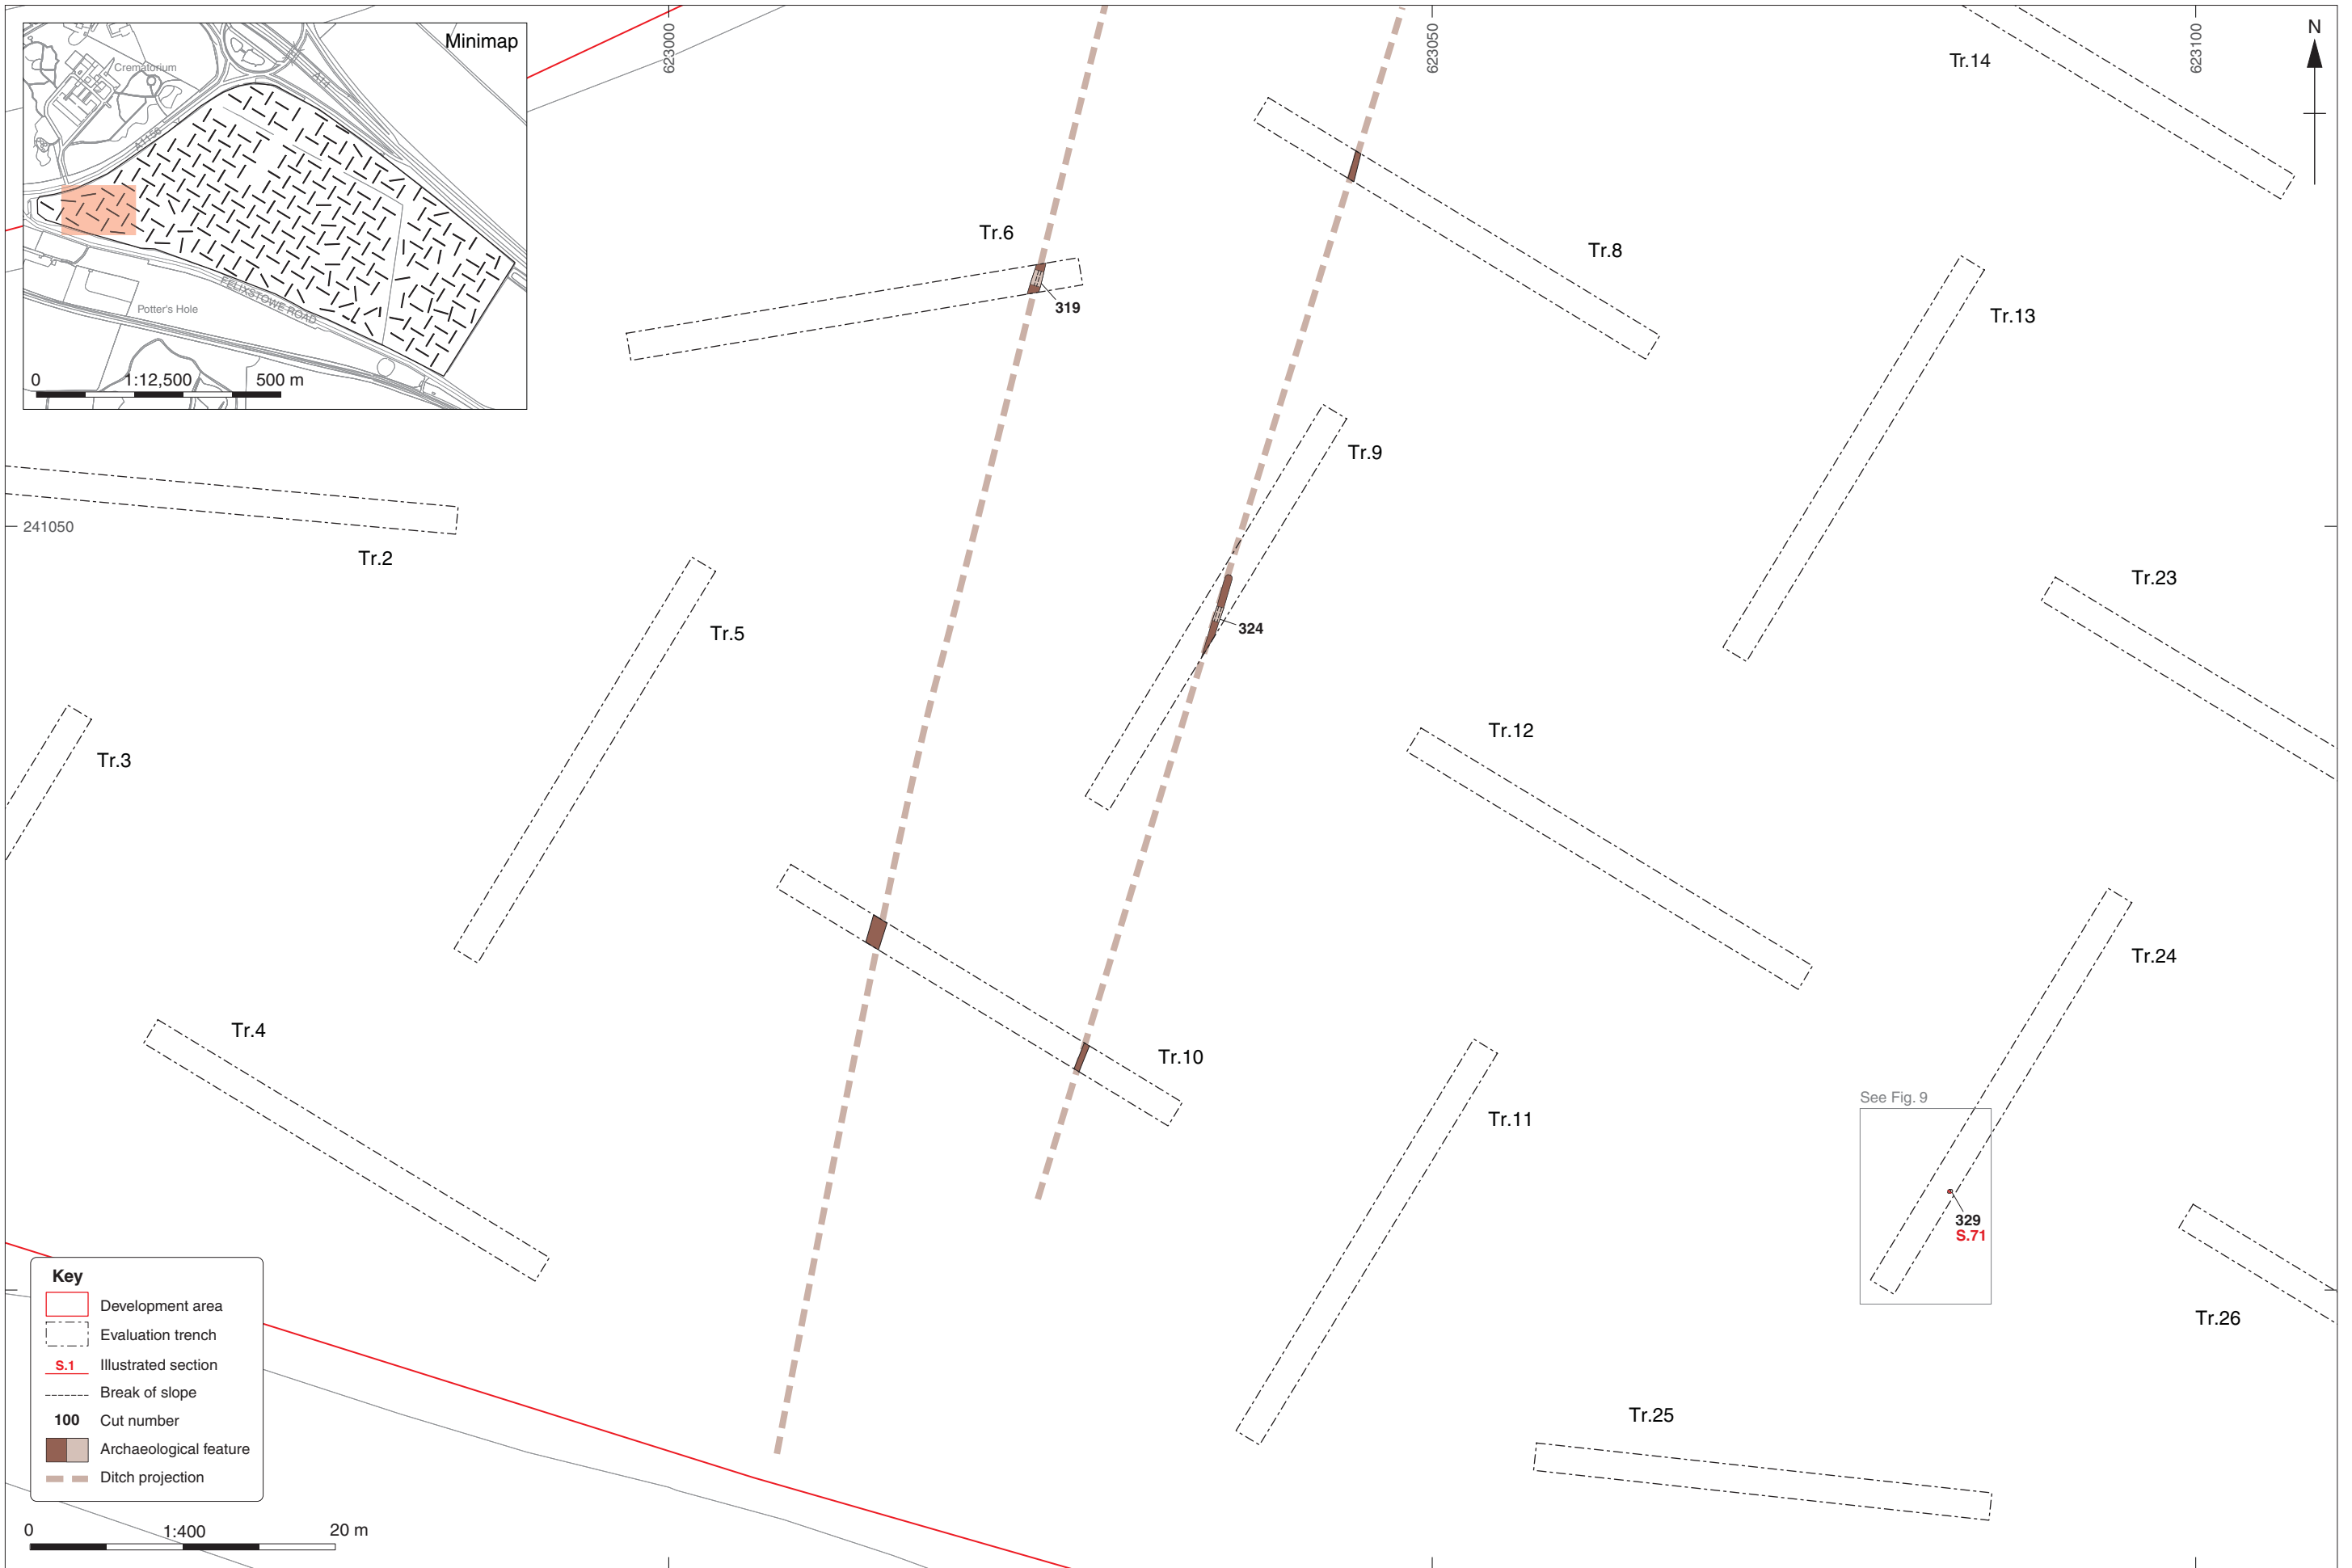 Minimap
Crematorium
A14
A1156
Potter's Hole
FELIXSTOWE ROAD
0 1:12,500 500 m
623000
623050
623100
N
241050
Tr.14
Tr.6
319
Tr.8
Tr.13
Tr.9
Tr.2
324
Tr.23
Tr.5
Tr.12
Tr.3
Tr.24
Tr.4
Tr.10
See Fig. 9
Tr.11
329
S.71
Tr.26
Tr.25
Key
Development area
Evaluation trench
S.1 Illustrated section
Break of slope
100 Cut number
Archaeological feature
Ditch projection
0 1:400 20 m